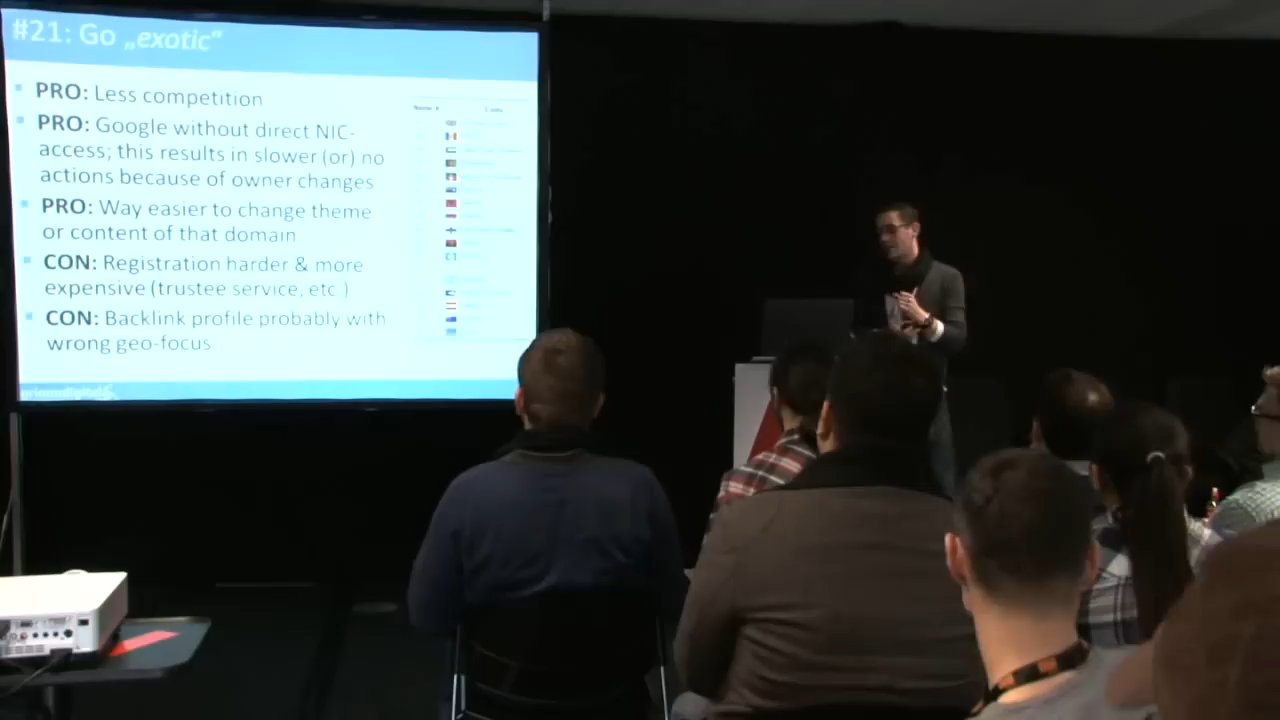 #21: Go „exotic“
PRO: Less competition
PRO: Google without direct NIC-
access; this results in slower (or) no
actions because of owner changes
PRO: Way easier to change theme
or content of that domain
CON: Registration harder & more
expensive (trustee service, etc )
CON: Backlink profile probably with
wrong geo-focus